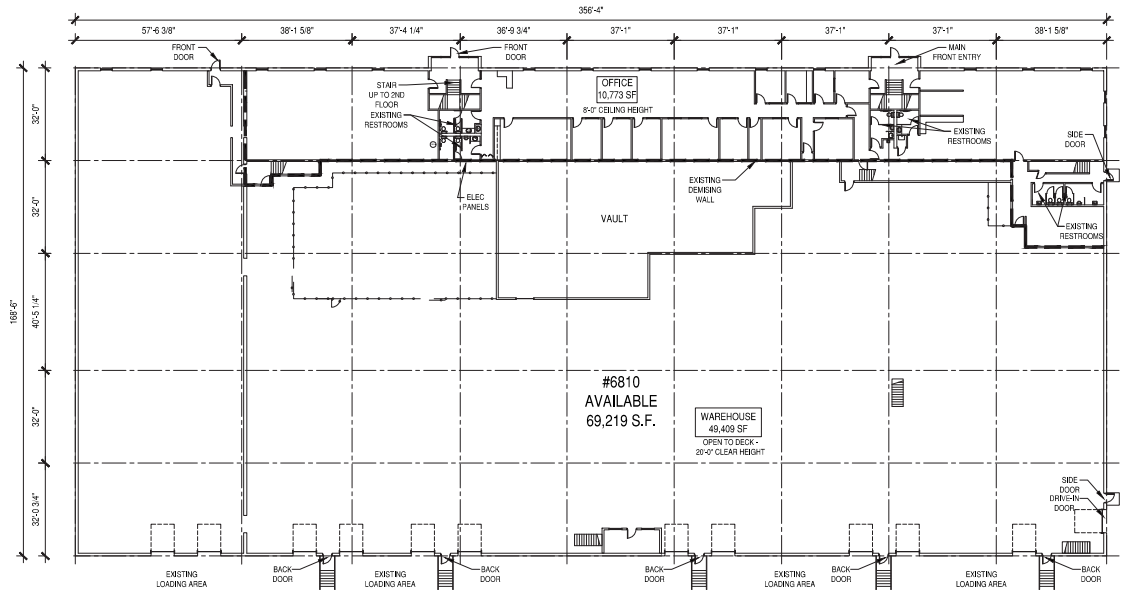 356'-4"
57'-6 3/8"
38'-1 5/8"
37'-4 1/4"
36'-9 3/4"
37'-1"
37'-1"
37'-1"
37'-1"
38'-1 5/8"
FRONT
DOOR
FRONT
DOOR
MAIN
FRONT ENTRY
STAIR
UP TO 2ND
FLOOR
EXISTING
RESTROOMS
OFFICE
10,773 SF
8'-0" CEILING HEIGHT
EXISTING
RESTROOMS
SIDE
DOOR
168'-6"
32'-0"
32'-0"
40'-5 1/4"
32'-0"
32'-0 3/4"
ELEC
PANELS
EXISTING
DEMISING
WALL
VAULT
EXISTING
RESTROOMS
#6810
AVAILABLE
69,219 S.F.
WAREHOUSE
49,409 SF
OPEN TO DECK -
20'-0" CLEAR HEIGHT
SIDE
DOOR
DRIVE-IN
DOOR
EXISTING
LOADING AREA
BACK
DOOR
EXISTING
LOADING AREA
BACK
DOOR
BACK
DOOR
EXISTING
LOADING AREA
BACK
DOOR
EXISTING
LOADING AREA
BACK
DOOR